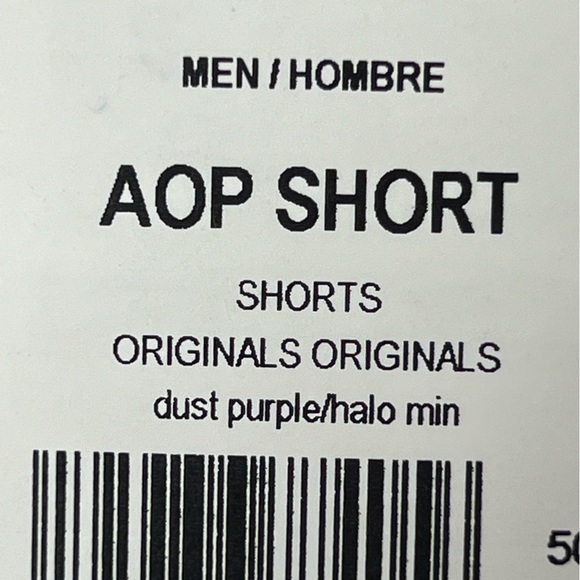 MEN / HOMBRE
AOP SHORT
SHORTS
ORIGINALS ORIGINALS
dust purple/halo min